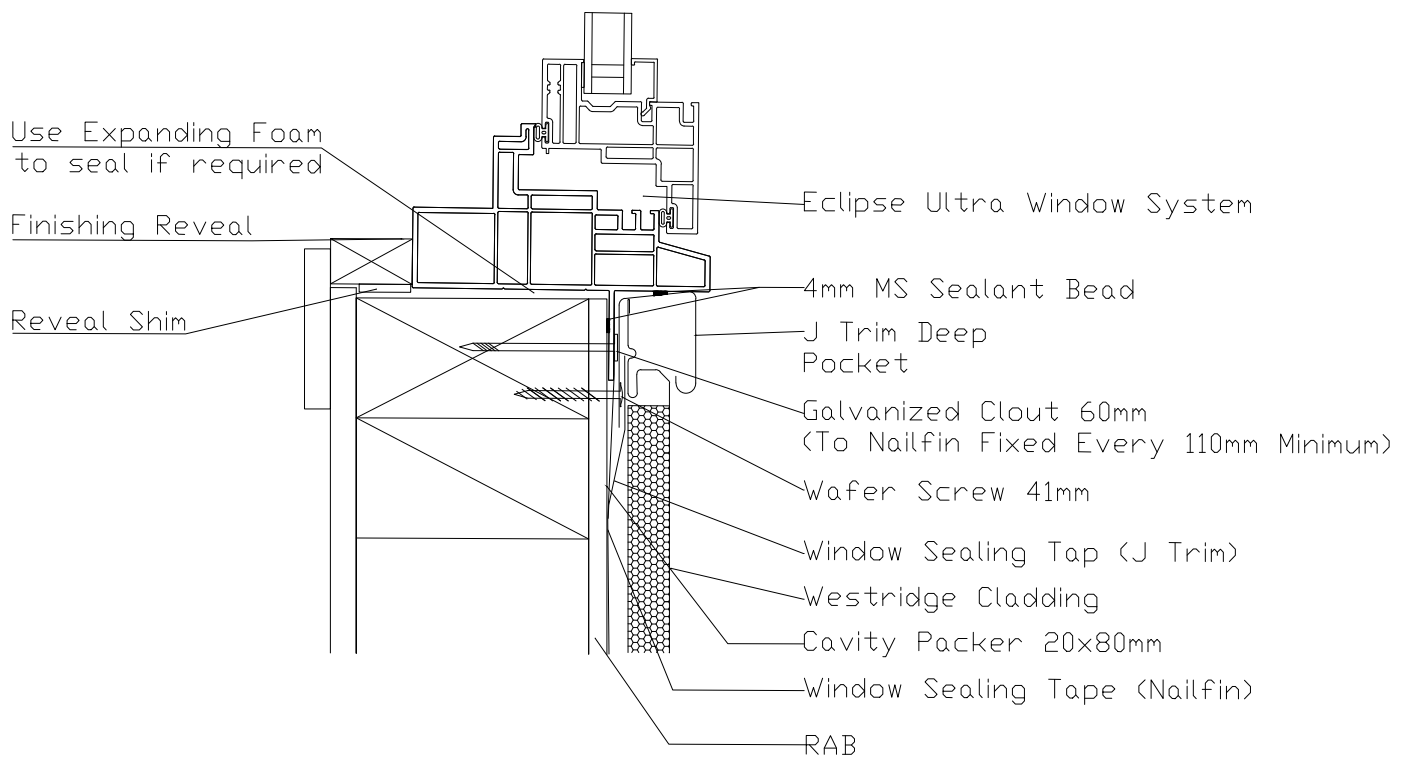 Use Expanding Foam
to seal if required
Finishing Reveal
Reveal Shim
Eclipse Ultra Window System
4mm MS Sealant Bead
J Trim Deep
Pocket
Galvanized Clout 60mm
(To Nailfin Fixed Every 110mm Minimum)
Wafer Screw 41mm
Window Sealing Tap (J Trim)
Westridge Cladding
Cavity Packer 20x80mm
Window Sealing Tape (Nailfin)
RAB